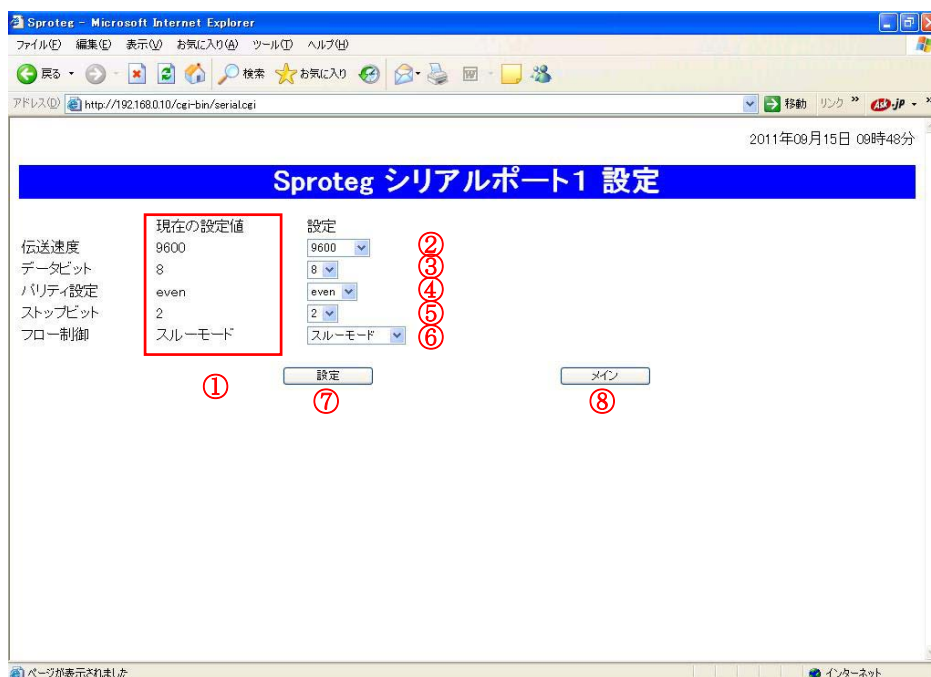 Sproteg - Microsoft Internet Explorer
ファイル(F) 編集(E) 表示(V) お気に入り(A) ツール(T) ヘルプ(H)
戻る 検索 お気に入り
アドレス(D) http://192.168.0.10/cgi-bin/serial.cgi 移動 リンク »
2011年09月15日 09時48分
Sproteg シリアルポート1 設定
現在の設定値 設定
伝送速度 9600 9600 ②
データビット 8 8 ③
パリティ設定 even even ④
ストップビット 2 2 ⑤
フロー制御 スルーモード スルーモード ⑥
① 設定 メイン
⑦ ⑧
ページが表示されました インターネット